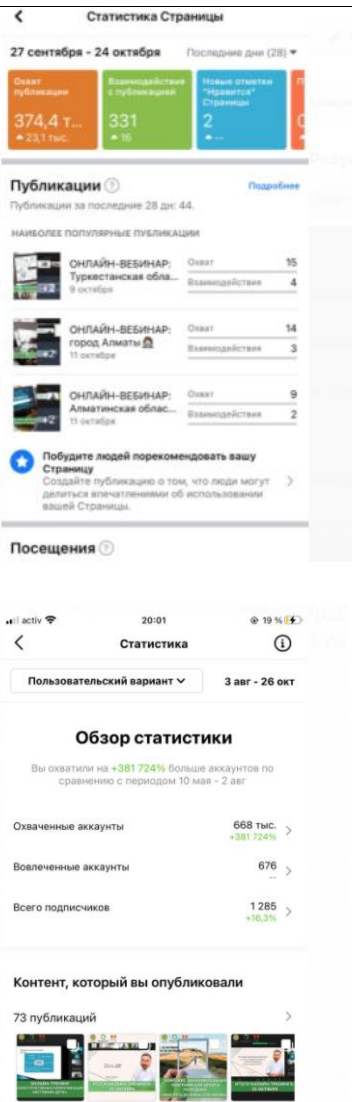 Статистика Страницы
27 сентября - 24 октября Последние дни (28)
Охват публикации
374,4 т...
23,1 тыс.
Взаимодействие с публикацией
331
16
Новые отметки "Нравится" Страницы
2
--
Публикации
Подробнее
Публикации за последние 28 дн: 44.
НАИБОЛЕЕ ПОПУЛЯРНЫЕ ПУБЛИКАЦИИ
ОНЛАЙН-ВЕБИНАР: Охват 15
Туркестанская обла... Взаимодействия 4
9 октября
+2
ОНЛАЙН-ВЕБИНАР: Охват 14
город Алматы Взаимодействия 3
11 октября
+2
ОНЛАЙН-ВЕБИНАР: Охват 9
Алматинская облас... Взаимодействия 2
11 октября
+2
Побудите людей порекомендовать вашу
Страницу
Создайте публикацию о том, что люди могут
делиться впечатлениями об использовании
вашей Страницы.
Посещения
activ 20:01 19 %
Статистика
Пользовательский вариант 3 авг - 26 окт
Обзор статистики
Вы охватили на +381 724% больше аккаунтов по
сравнению с периодом 10 мая - 2 авг
Охваченные аккаунты 668 тыс.
+381 724%
Вовлеченные аккаунты 676
--
Всего подписчиков 1 285
+16,3%
Контент, который вы опубликовали
73 публикаций